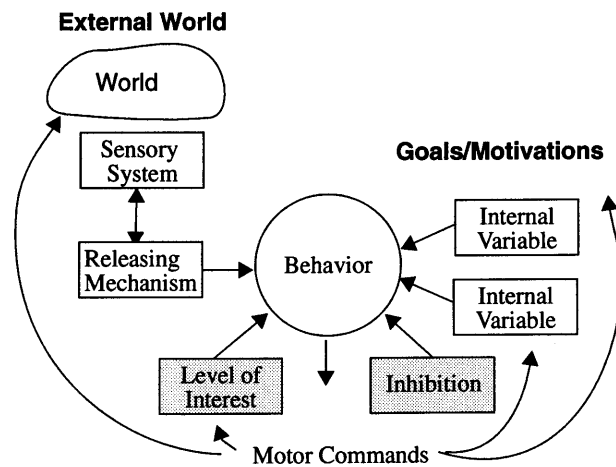 External World
World
Sensory
System
Goals/Motivations
Internal
Variable
Releasing
Mechanism
Behavior
Internal
Variable
Level of
Interest
Inhibition
Motor Commands